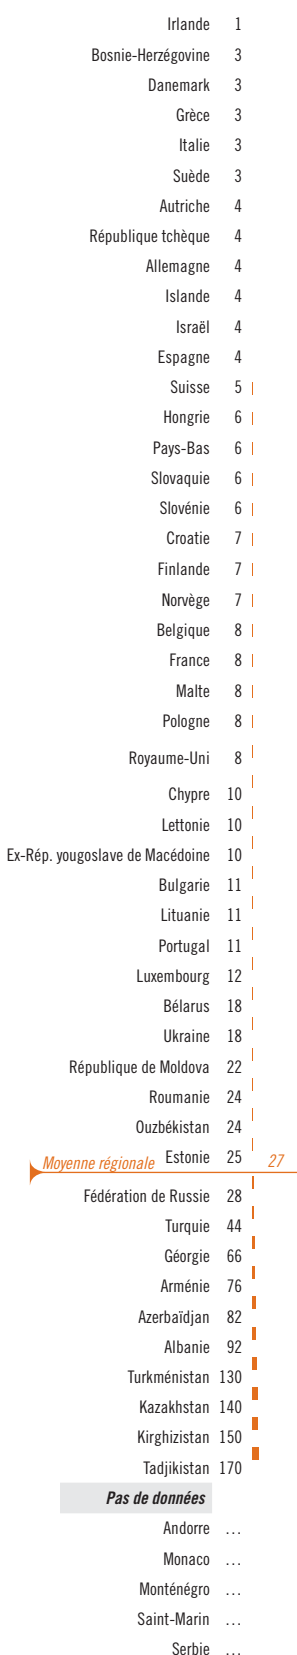 Irlande 1
Bosnie-Herzégovine 3
Danemark 3
Grèce 3
Italie 3
Suède 3
Autriche 4
République tchèque 4
Allemagne 4
Islande 4
Israël 4
Espagne 4
Suisse 5
Hongrie 6
Pays-Bas 6
Slovaquie 6
Slovénie 6
Croatie 7
Finlande 7
Norvège 7
Belgique 8
France 8
Malte 8
Pologne 8
Royaume-Uni 8
Chypre 10
Lettonie 10
Ex-Rép. yougoslave de Macédoine 10
Bulgarie 11
Lituanie 11
Portugal 11
Luxembourg 12
Bélarus 18
Ukraine 18
République de Moldova 22
Roumanie 24
Ouzbékistan 24
Estonie 25
Moyenne régionale 27
Fédération de Russie 28
Turquie 44
Géorgie 66
Arménie 76
Azerbaïdjan 82
Albanie 92
Turkménistan 130
Kazakhstan 140
Kirghizistan 150
Tadjikistan 170
Pas de données
Andorre ...
Monaco ...
Monténégro ...
Saint-Marin ...
Serbie ...